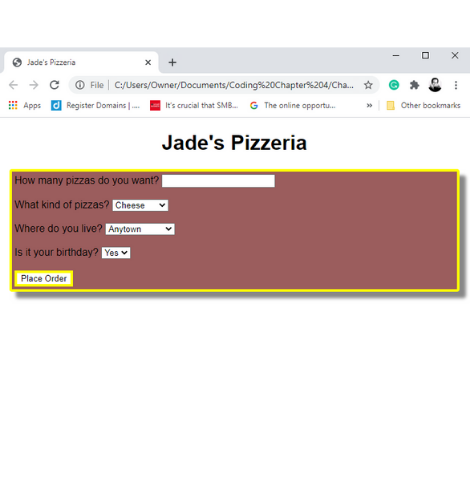 Jade's Pizzeria
File | C:/Users/Owner/Documents/Coding%20Chapter%204/Cha...
Apps Register Domains | .... It's crucial that SMB... The online opportu... » Other bookmarks
Jade's Pizzeria
How many pizzas do you want?
What kind of pizzas? Cheese
Where do you live? Anytown
Is it your birthday? Yes
Place Order